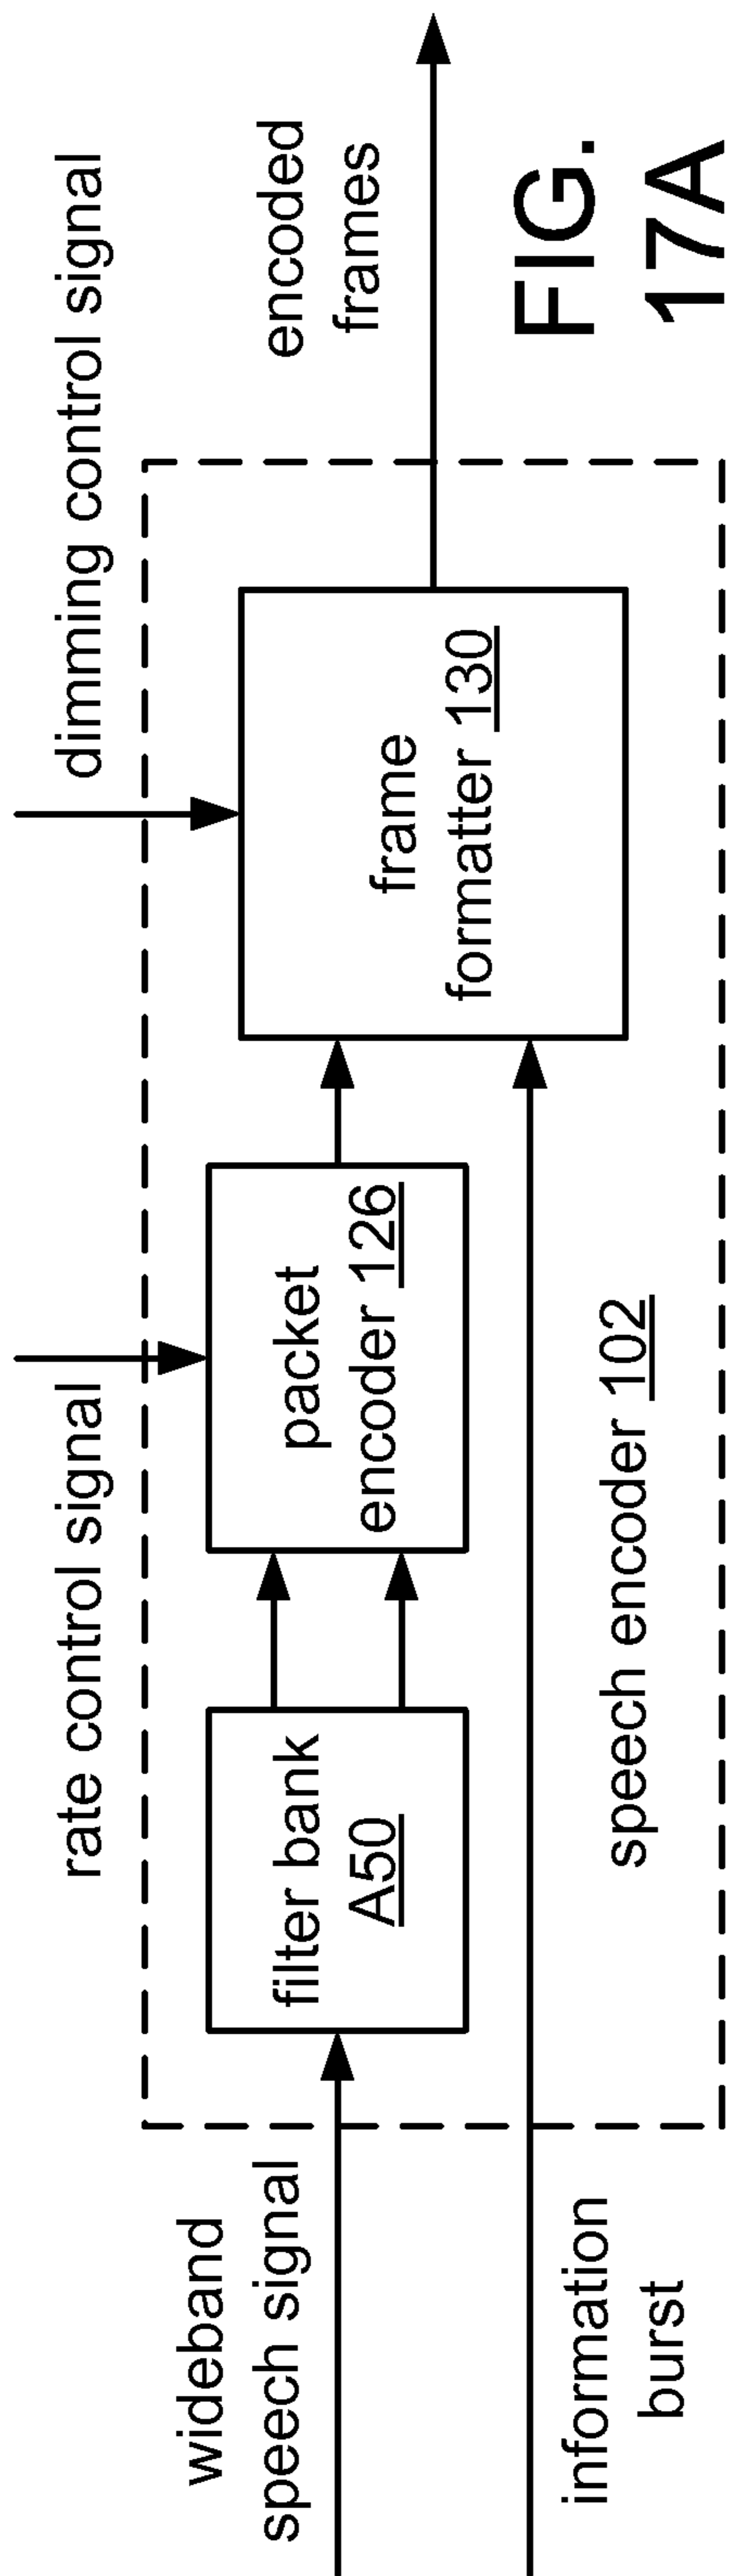 rate control signal
dimming control signal
wideband
speech signal
filter bank
A50
packet
encoder 126
frame
formatter 130
encoded
frames
information
burst
speech encoder 102
FIG.
17A